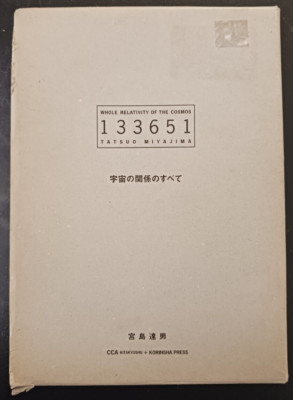 WHOLE RELATIVITY OF THE COSMOS
133651
TATSUO MIYAJIMA
宇宙の関係のすべて
宮島達男
CCA KITAKYUSHU + KORINSHA PRESS